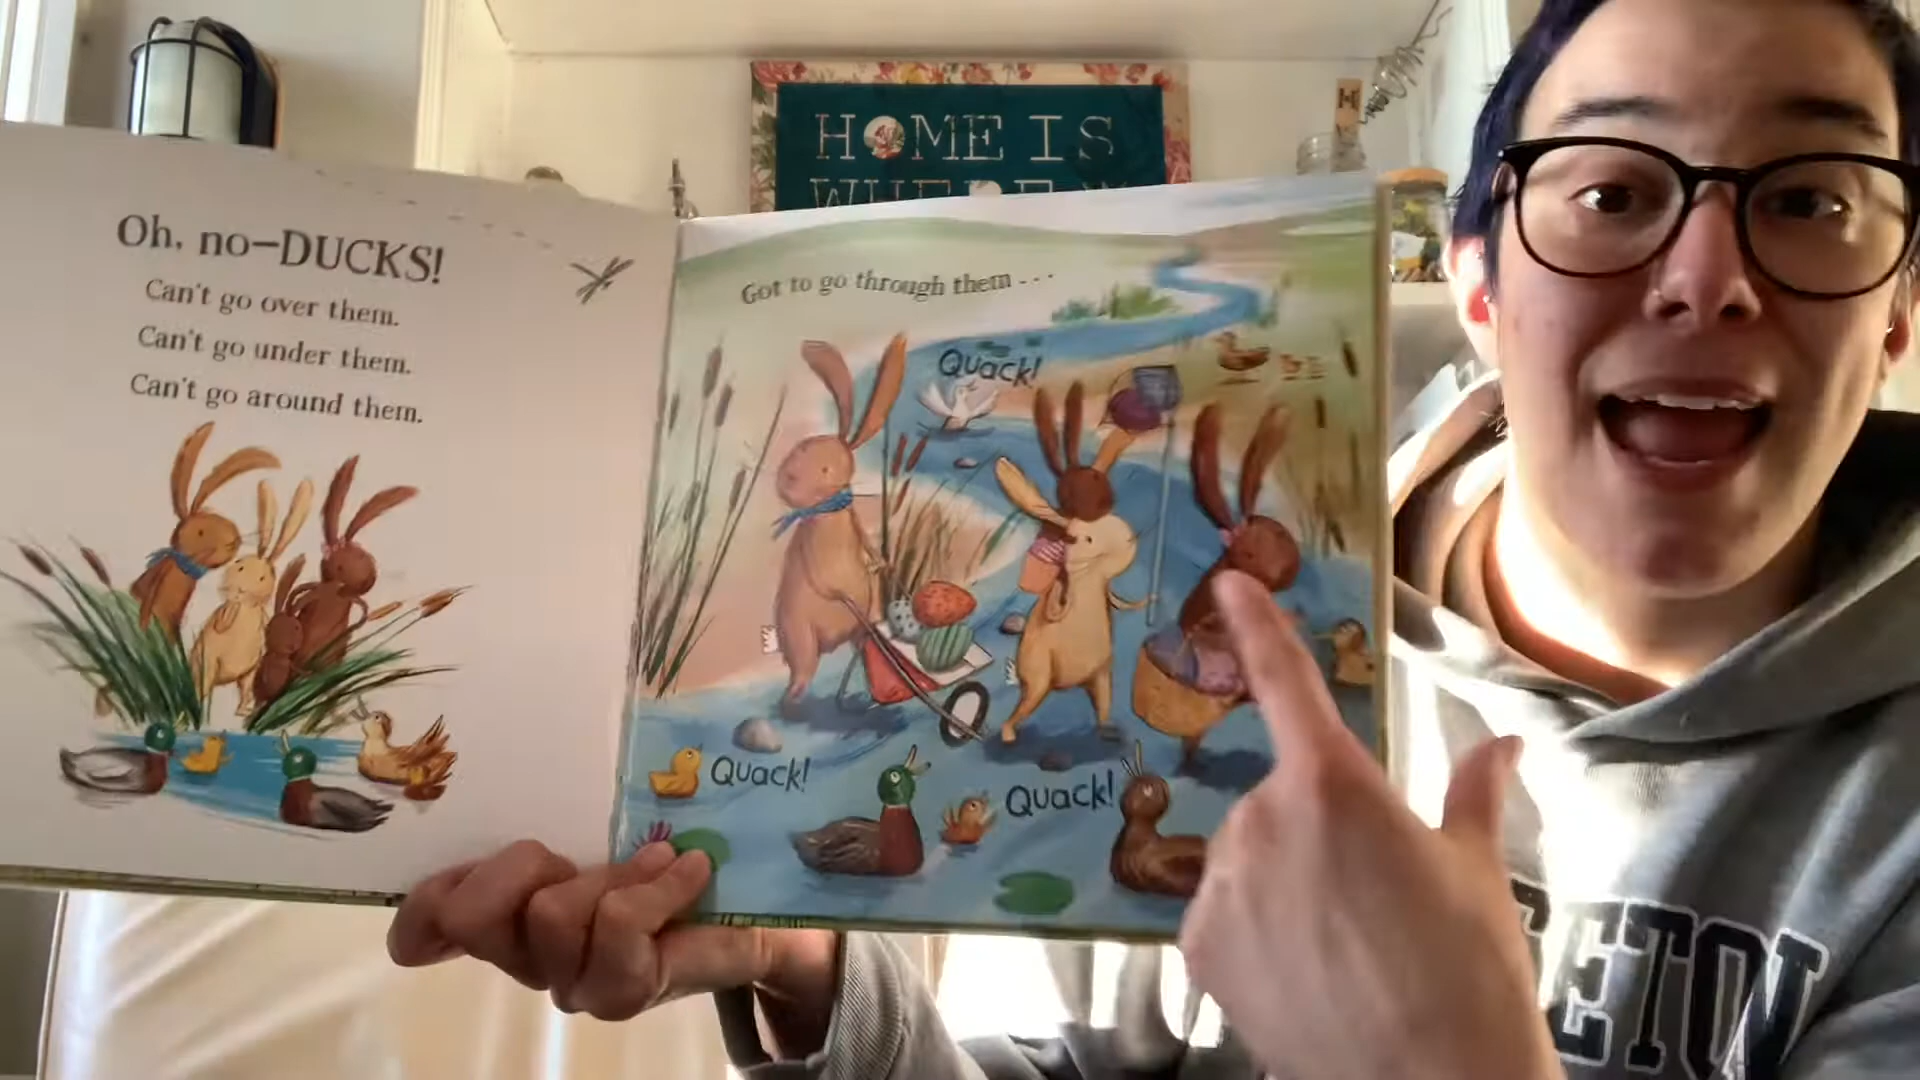 HOME IS
WHERE
Oh, no—DUCKS!
Can't go over them.
Can't go under them.
Can't go around them.
Got to go through them . . .
Quack!
Quack!
Quack!
H
ETON